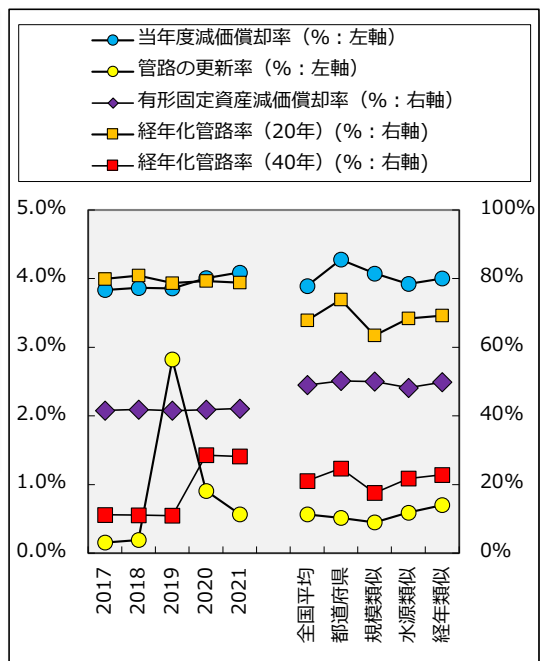 当年度減価償却率（%：左軸）
管路の更新率（%：左軸）
有形固定資産減価償却率（%：右軸）
経年化管路率（20年）(%：右軸)
経年化管路率（40年）(%：右軸)
5.0%
4.0%
3.0%
2.0%
1.0%
0.0%
100%
80%
60%
40%
20%
0%
2017
2018
2019
2020
2021
全国平均
都道府県
規模類似
水源類似
経年類似